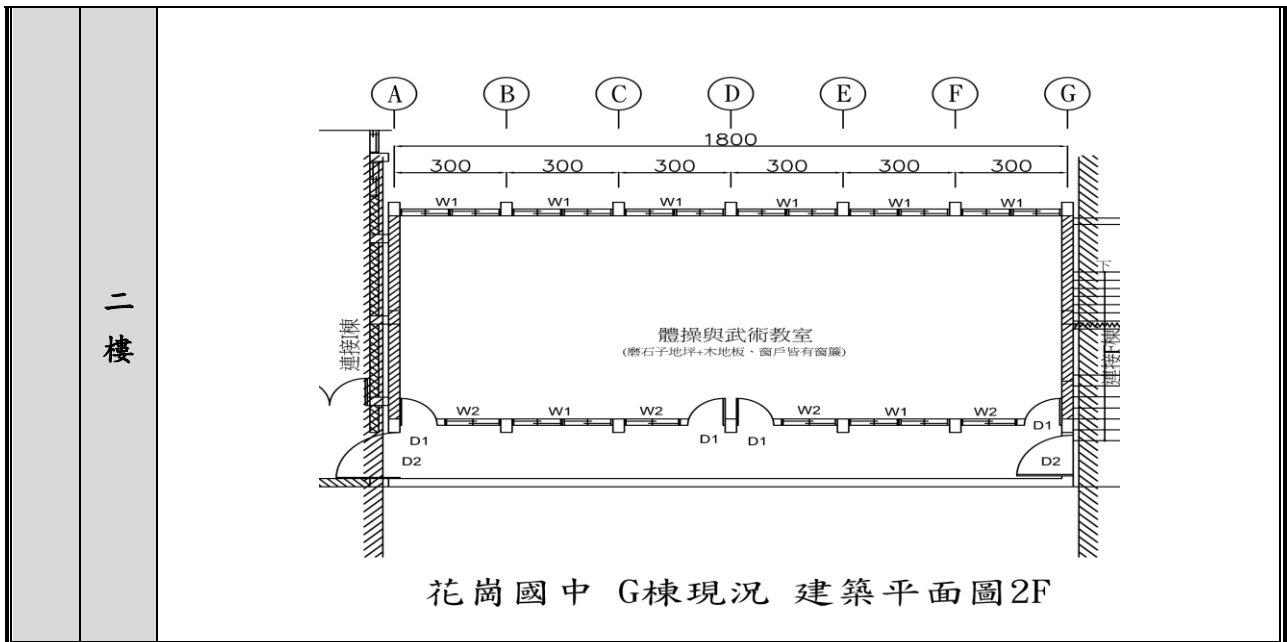 二樓
A B C D E F G
1800
300 300 300 300 300 300
W1 W1 W1 W1 W1 W1
下
連接I棟
體操與武術教室
(磨石子地坪+木地板、窗戶皆有窗簾)
連接F棟
W2 W1 W2 W2 W1 W2
D1 D1 D1 D1
D2 D2
花崗國中 G棟現況 建築平面圖2F